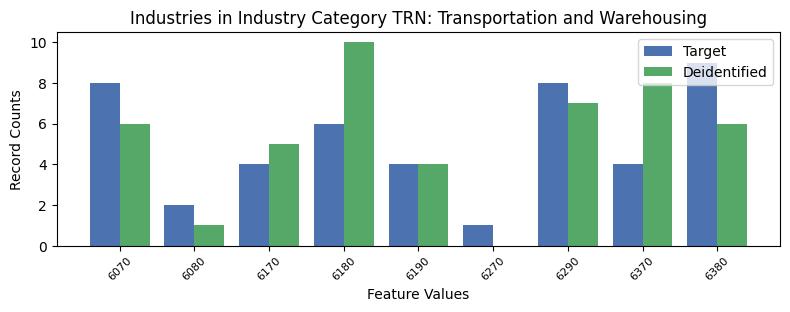 Industries in Industry Category TRN: Transportation and Warehousing
Target
Deidentified
Record Counts
10
8
6
4
2
0
6070 6080 6170 6180 6190 6270 6290 6370 6380
Feature Values